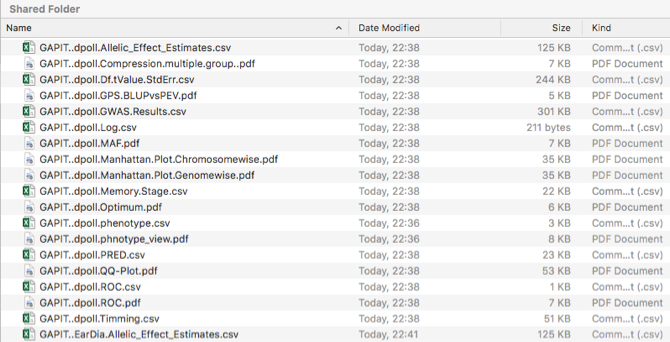 Shared Folder
Name Date Modified Size Kind
GAPIT..dpoll.Allelic_Effect_Estimates.csv Today, 22:38 125 KB Comm...t (.csv)
GAPIT..dpoll.Compression.multiple.group..pdf Today, 22:38 7 KB PDF Document
GAPIT..dpoll.Df.tValue.StdErr.csv Today, 22:38 244 KB Comm...t (.csv)
GAPIT..dpoll.GPS.BLUPvsPEV.pdf Today, 22:38 5 KB PDF Document
GAPIT..dpoll.GWAS.Results.csv Today, 22:38 301 KB Comm...t (.csv)
GAPIT..dpoll.Log.csv Today, 22:38 211 bytes Comm...t (.csv)
GAPIT..dpoll.MAF.pdf Today, 22:38 7 KB PDF Document
GAPIT..dpoll.Manhattan.Plot.Chromosomewise.pdf Today, 22:38 35 KB PDF Document
GAPIT..dpoll.Manhattan.Plot.Genomewise.pdf Today, 22:38 35 KB PDF Document
GAPIT..dpoll.Memory.Stage.csv Today, 22:38 22 KB Comm...t (.csv)
GAPIT..dpoll.Optimum.pdf Today, 22:38 6 KB PDF Document
GAPIT..dpoll.phenotype.csv Today, 22:36 3 KB Comm...t (.csv)
GAPIT..dpoll.phnotype_view.pdf Today, 22:36 8 KB PDF Document
GAPIT..dpoll.PRED.csv Today, 22:38 23 KB Comm...t (.csv)
GAPIT..dpoll.QQ-Plot.pdf Today, 22:38 53 KB PDF Document
GAPIT..dpoll.ROC.csv Today, 22:38 1 KB Comm...t (.csv)
GAPIT..dpoll.ROC.pdf Today, 22:38 7 KB PDF Document
GAPIT..dpoll.Timming.csv Today, 22:38 51 KB Comm...t (.csv)
GAPIT..EarDia.Allelic_Effect_Estimates.csv Today, 22:41 125 KB Comm...t (.csv)